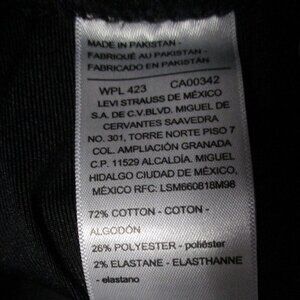 MADE IN PAKISTAN -
FABRIQUÉ AU PAKISTAN -
FABRICADO EN PAKISTÁN
WPL 423 CA00342
LEVI STRAUSS DE MÉXICO
S.A. DE C.V.BLVD. MIGUEL DE
CERVANTES SAAVEDRA
NO. 301, TORRE NORTE PISO 7
COL. AMPLIACIÓN GRANADA
C.P. 11529 ALCALDÍA. MIGUEL
HIDALGO CIUDAD DE MÉXICO,
MÉXICO RFC: LSM660818M98
72% COTTON - COTON -
ALGODÓN
26% POLYESTER - poliéster
2% ELASTANE - ELASTHANNE
- elastano